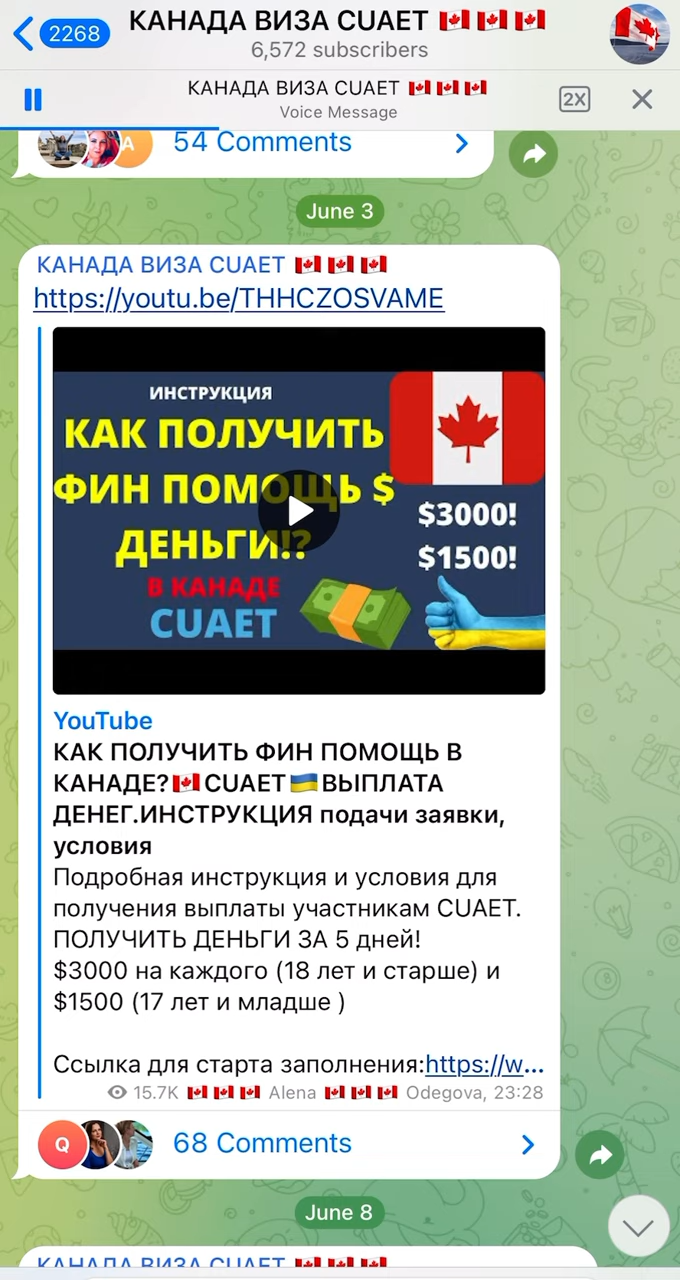 2268
КАНАДА ВИЗА CUAET 🇨🇦🇨🇦🇨🇦
6,572 subscribers
КАНАДА ВИЗА CUAET 🇨🇦🇨🇦🇨🇦
Voice Message
2X
A
54 Comments
June 3
КАНАДА ВИЗА CUAET 🇨🇦🇨🇦🇨🇦
https://youtu.be/THHCZOSVAME
ИНСТРУКЦИЯ
КАК ПОЛУЧИТЬ
ФИН ПОМОЩЬ $
ДЕНЬГИ!?
В КАНАДЕ
CUAET
$3000!
$1500!
YouTube
КАК ПОЛУЧИТЬ ФИН ПОМОЩЬ В
КАНАДЕ?🇨🇦CUAET🇺🇦ВЫПЛАТА
ДЕНЕГ.ИНСТРУКЦИЯ подачи заявки,
условия
Подробная инструкция и условия для
получения выплаты участникам CUAET.
ПОЛУЧИТЬ ДЕНЬГИ ЗА 5 дней!
$3000 на каждого (18 лет и старше) и
$1500 (17 лет и младше )
Ссылка для старта заполнения:https://w...
15.7K 🇨🇦🇨🇦🇨🇦 Alena 🇨🇦🇨🇦🇨🇦 Odegova, 23:28
Q
68 Comments
June 8
КАНАДА ВИЗА CUAET 🇨🇦🇨🇦🇨🇦